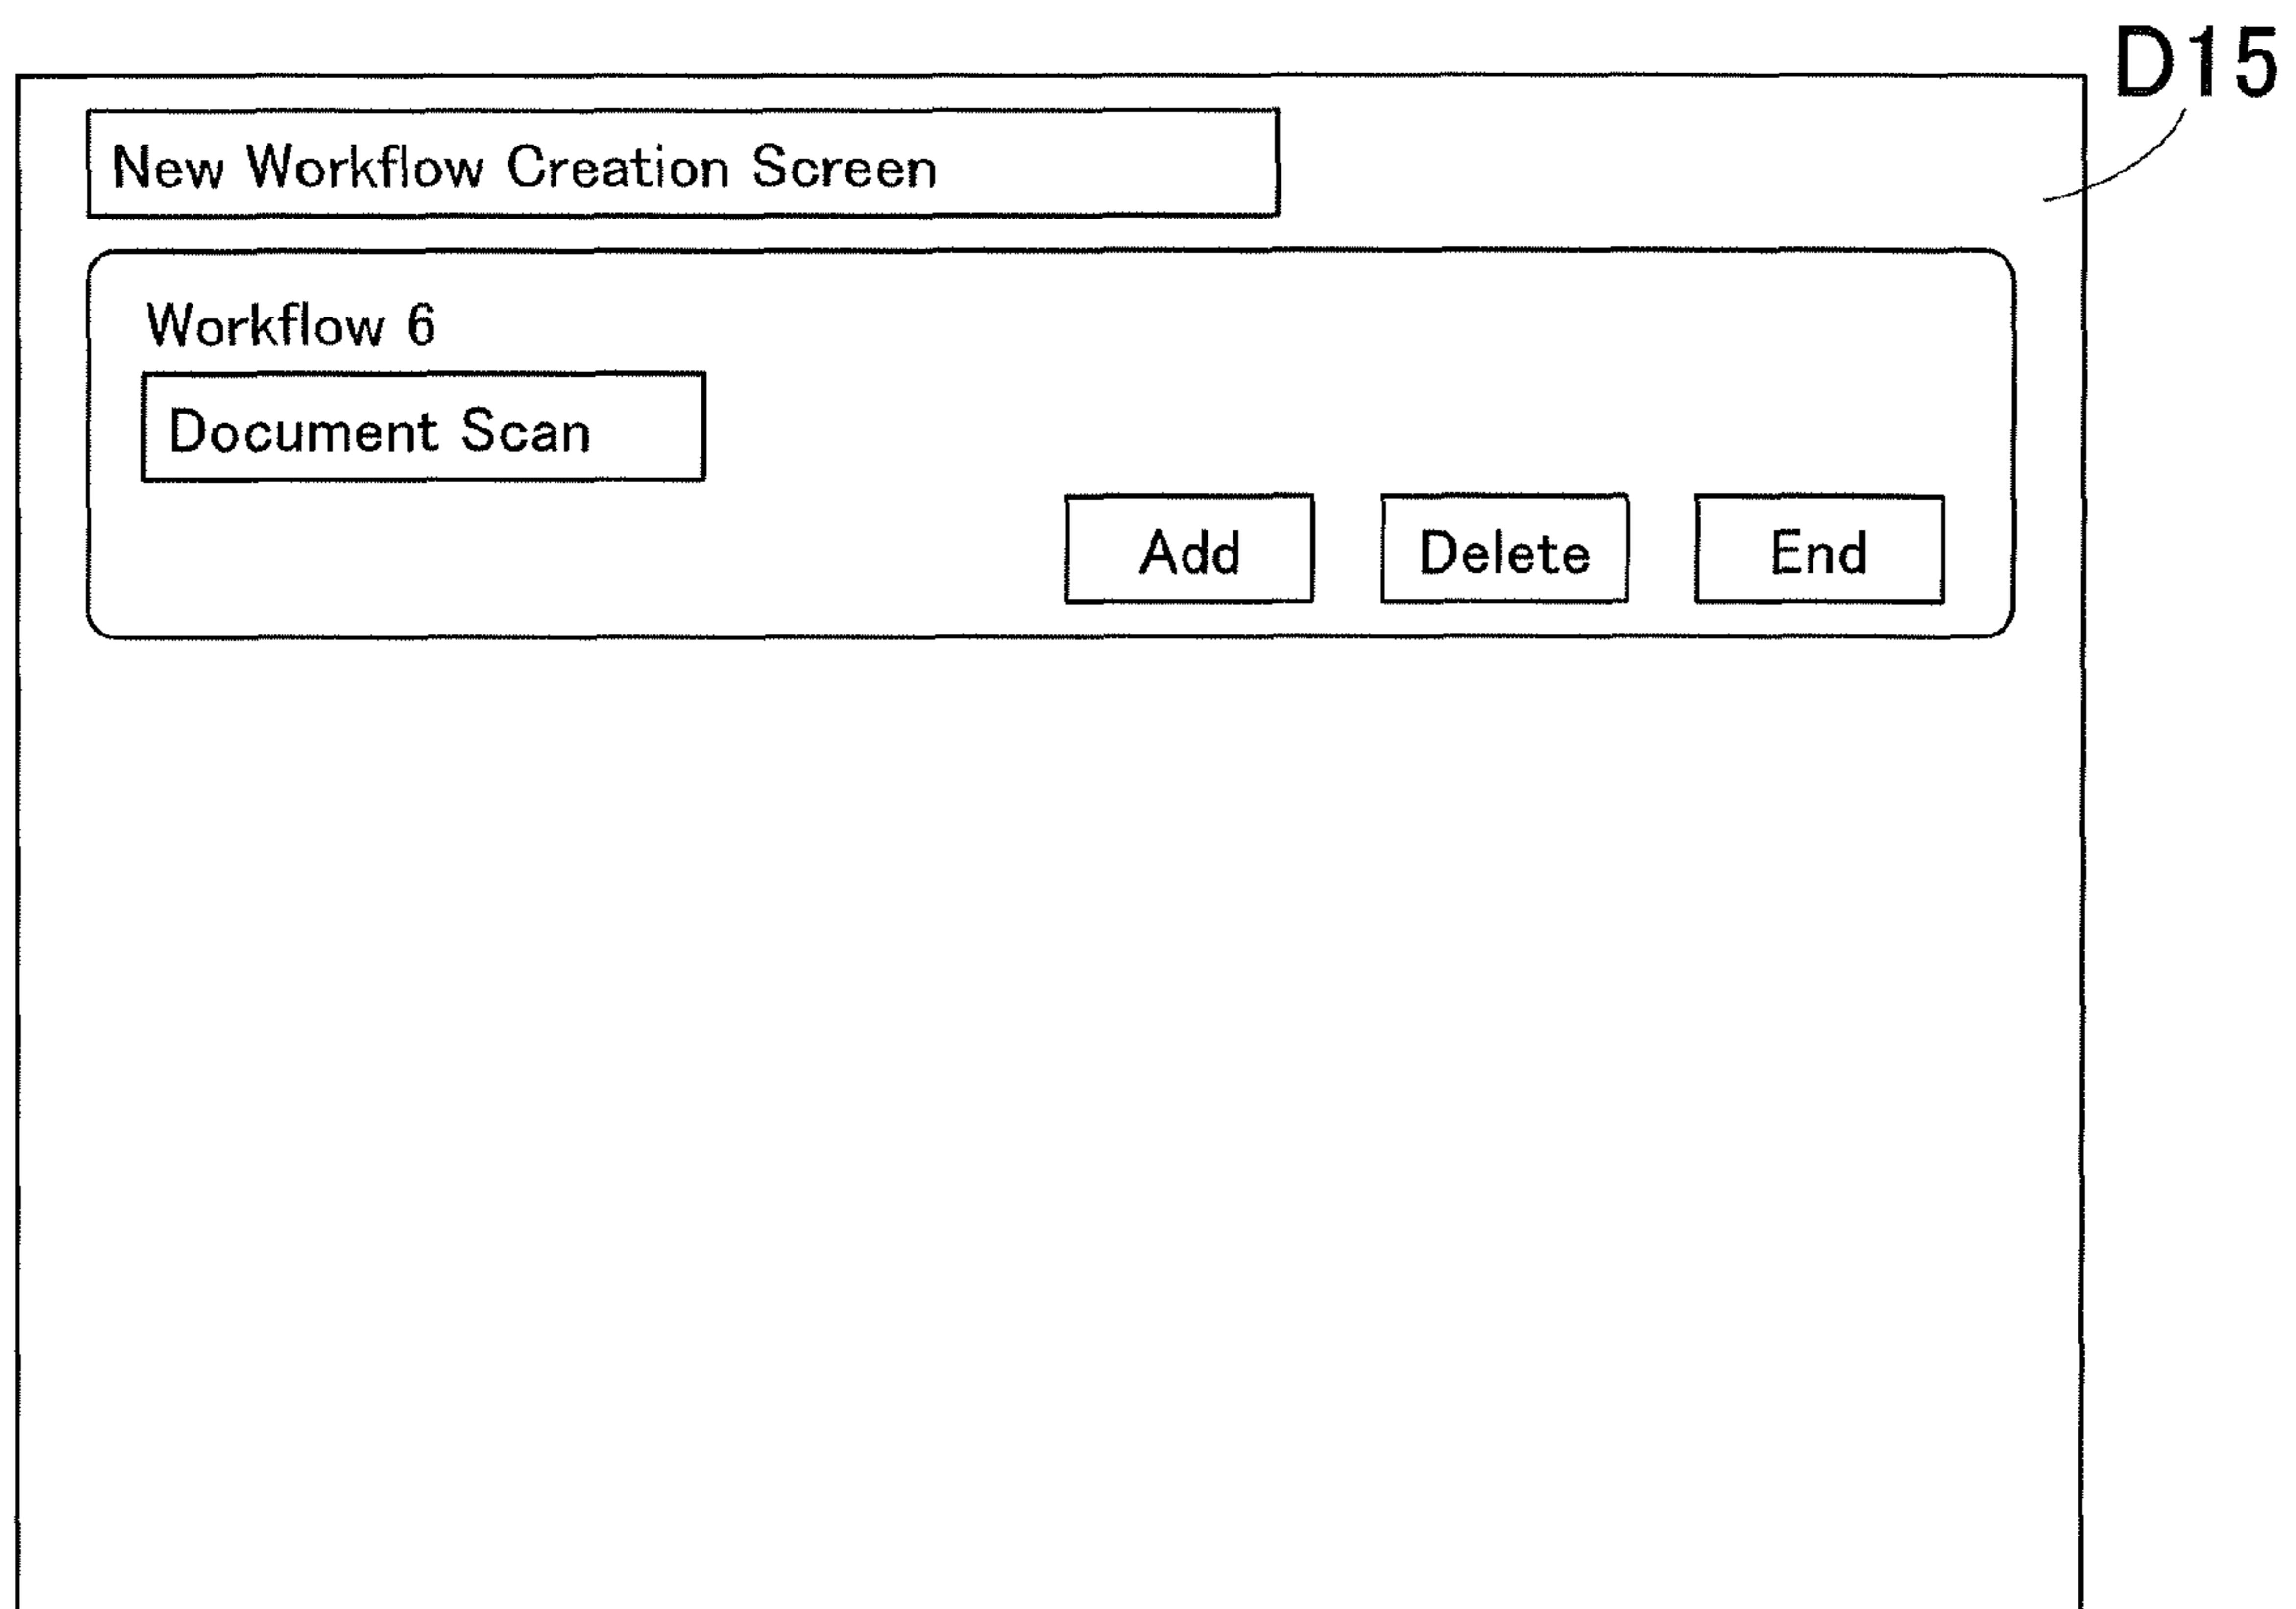 D15
New Workflow Creation Screen
Workflow 6
Document Scan
Add Delete End